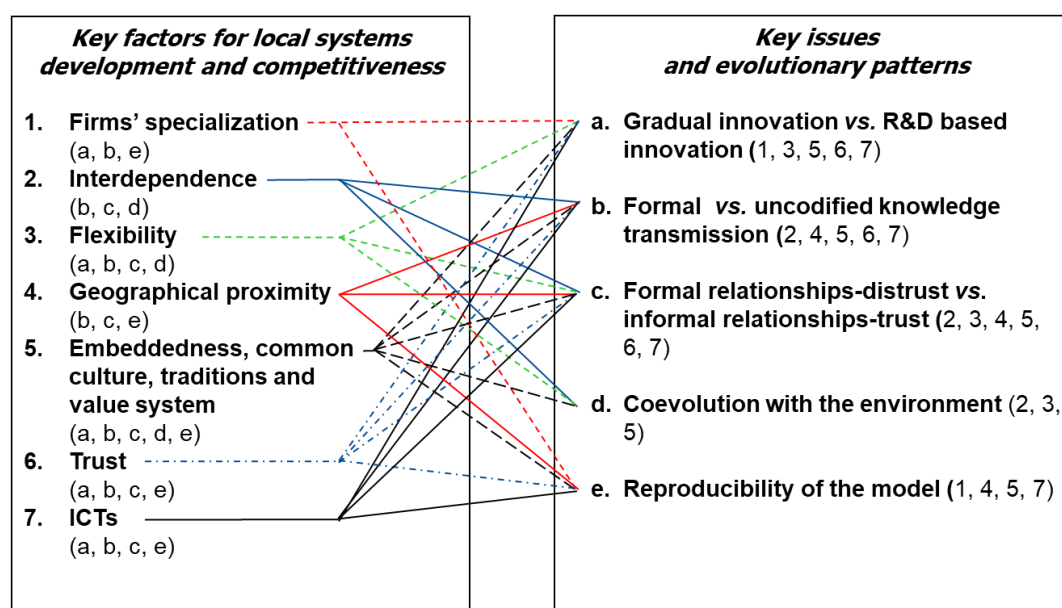 Key factors for local systems
development and competitiveness
1. Firms' specialization
(a, b, e)
2. Interdependence
(b, c, d)
3. Flexibility
(a, b, c, d)
4. Geographical proximity
(b, c, e)
5. Embeddedness, common
culture, traditions and
value system
(a, b, c, d, e)
6. Trust
(a, b, c, e)
7. ICTs
(a, b, c, e)
Key issues
and evolutionary patterns
a. Gradual innovation vs. R&D based
innovation (1, 3, 5, 6, 7)
b. Formal vs. uncodified knowledge
transmission (2, 4, 5, 6, 7)
c. Formal relationships-distrust vs.
informal relationships-trust (2, 3, 4, 5,
6, 7)
d. Coevolution with the environment (2, 3,
5)
e. Reproducibility of the model (1, 4, 5, 7)